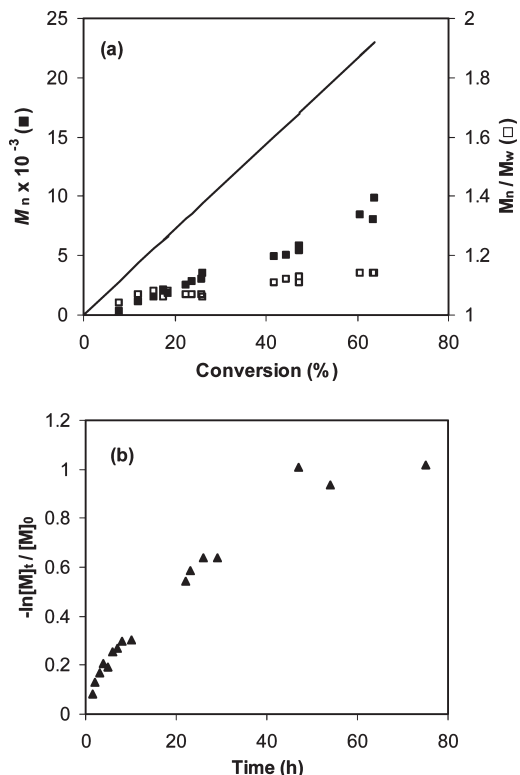 (a)
25
20
15
10
5
0
Mn x 10-3 (■)
2
1.8
1.6
1.4
1.2
1
Mn / Mw (□)
0 20 40 60 80
Conversion (%)
(b)
1.2
1
0.8
0.6
0.4
0.2
0
-ln[M]t / [M]0
0 20 40 60 80
Time (h)